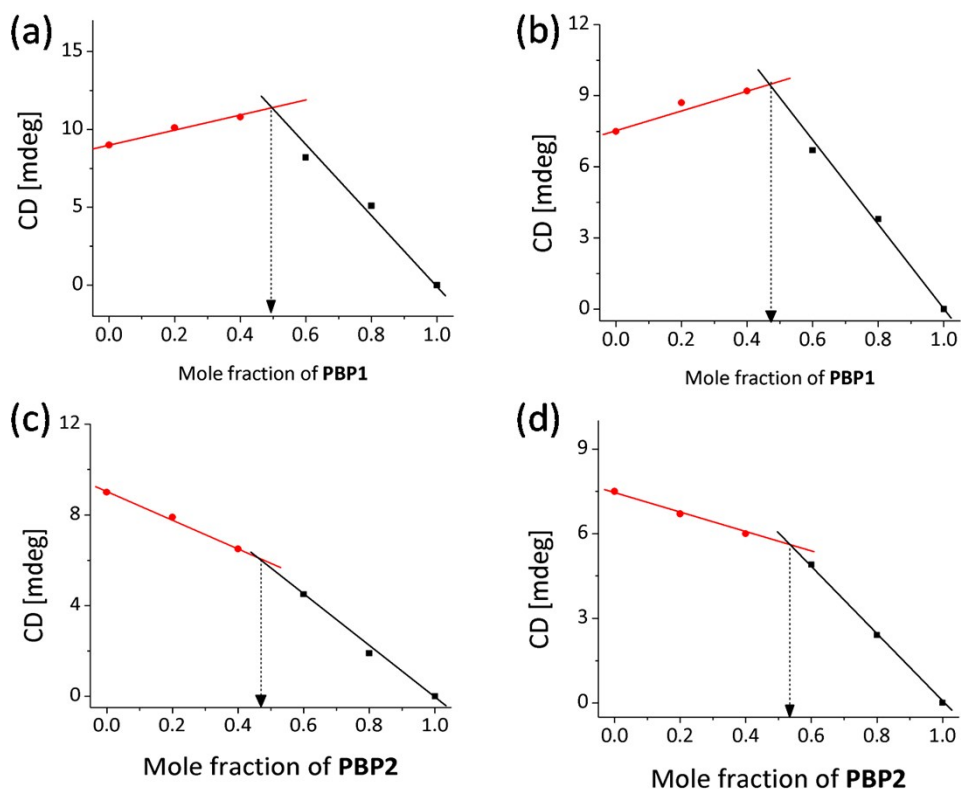 (a)
15
10
5
0
CD [mdeg]
0.0 0.2 0.4 0.6 0.8 1.0
Mole fraction of PBP1
(b)
12
9
6
3
0
CD [mdeg]
0.0 0.2 0.4 0.6 0.8 1.0
Mole fraction of PBP1
(c)
12
8
4
0
CD [mdeg]
0.0 0.2 0.4 0.6 0.8 1.0
Mole fraction of PBP2
(d)
9
6
3
0
CD [mdeg]
0.0 0.2 0.4 0.6 0.8 1.0
Mole fraction of PBP2